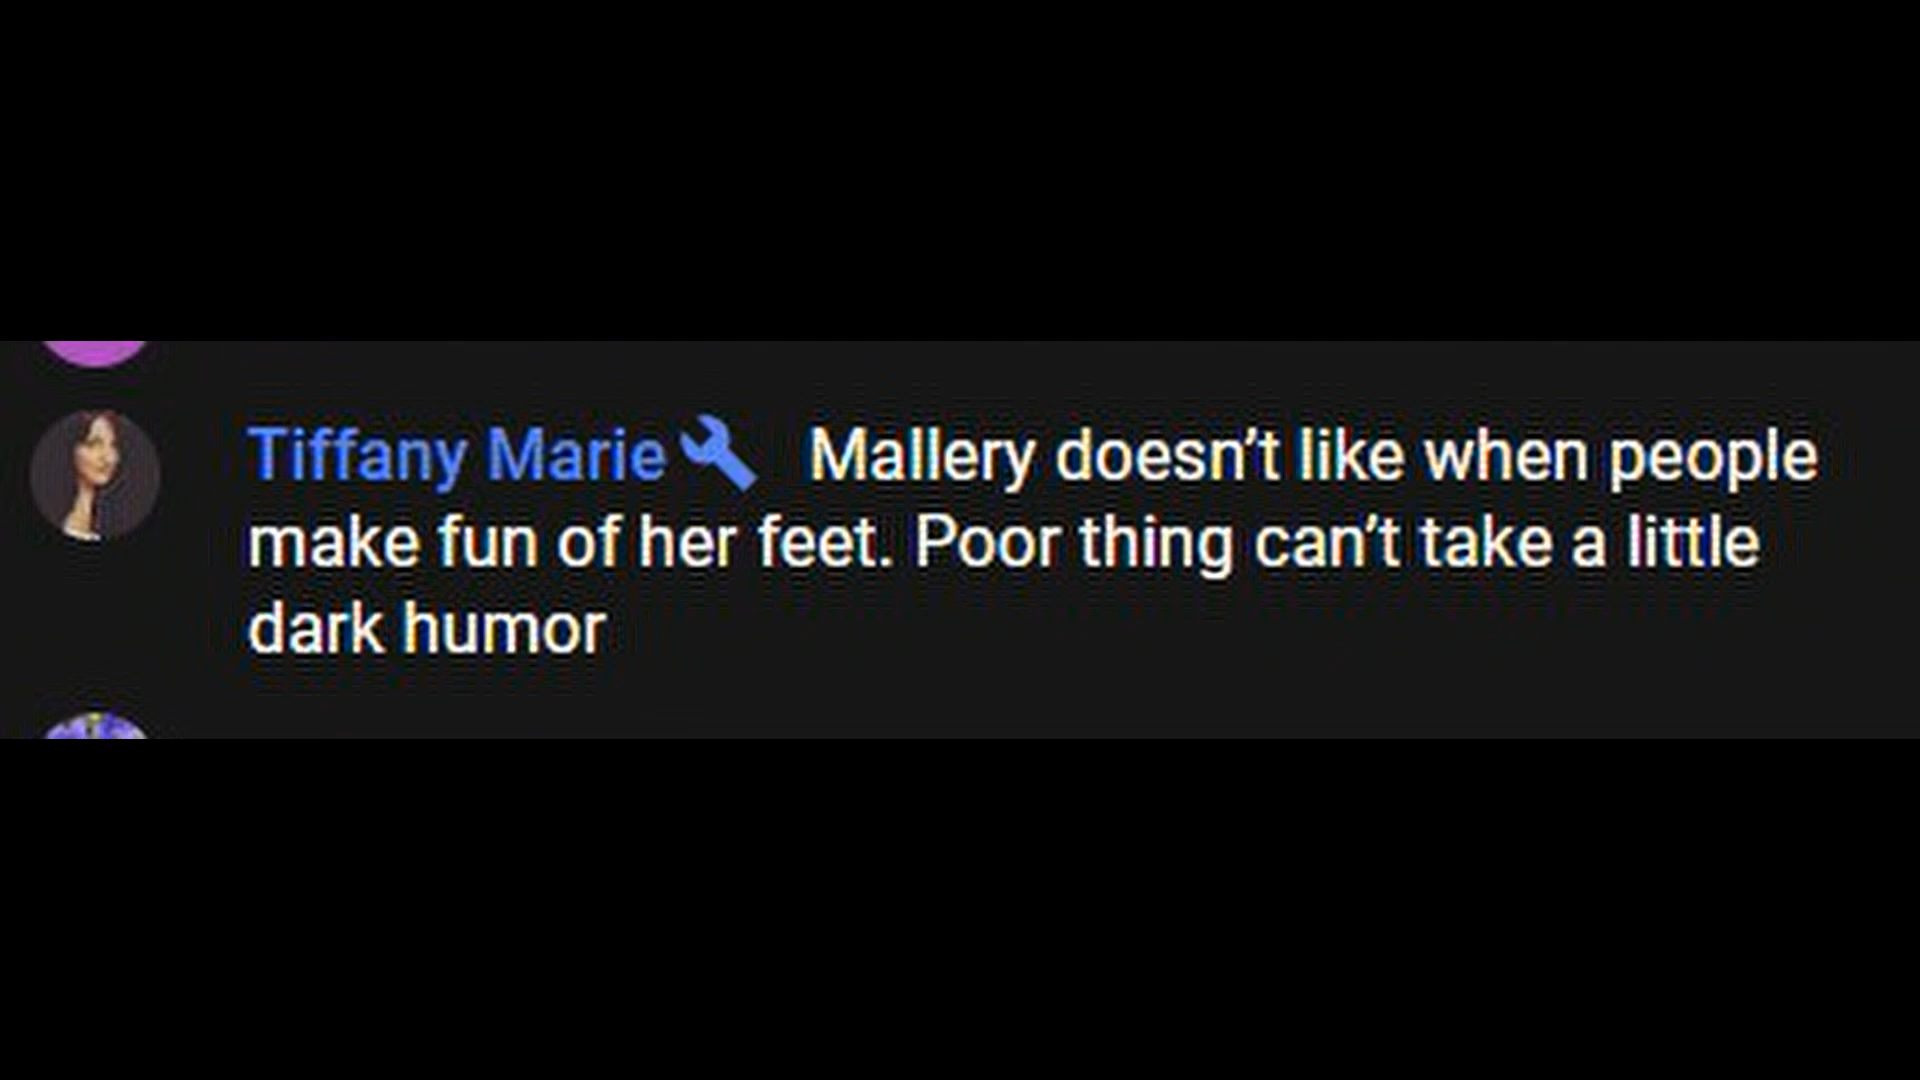 Tiffany Marie Mallery doesn’t like when people
make fun of her feet. Poor thing can’t take a little
dark humor